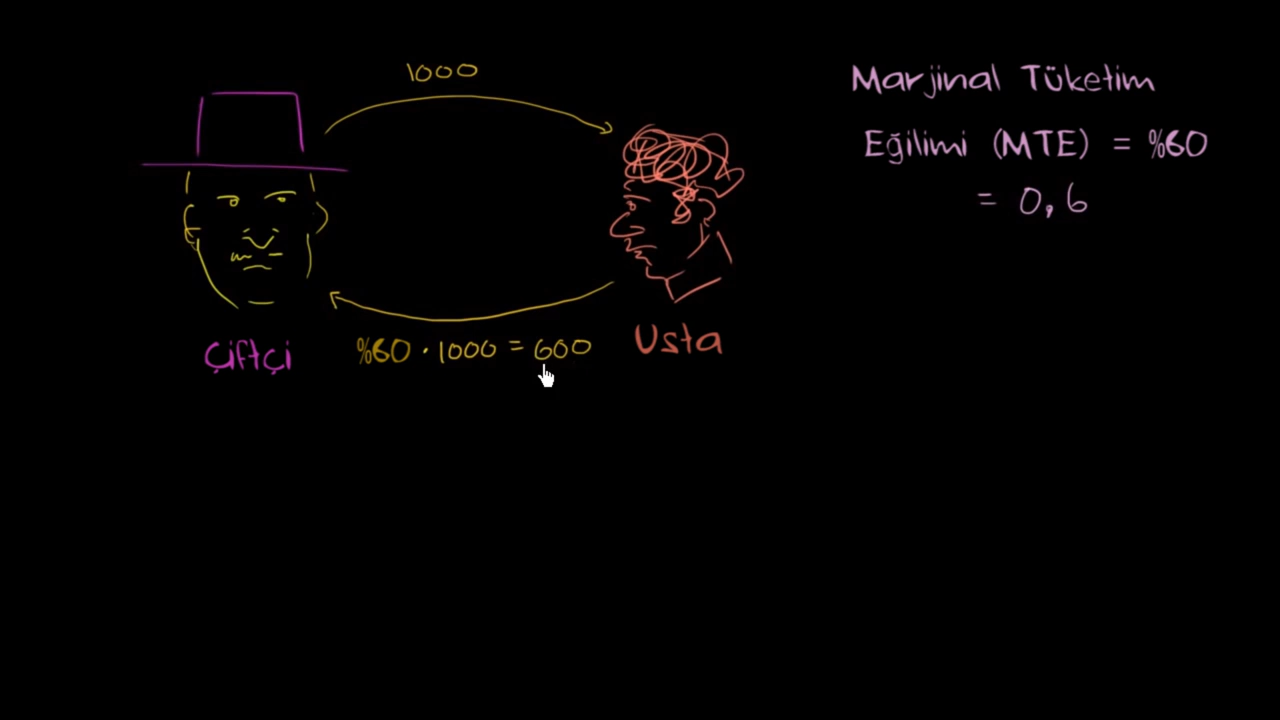 1000
Marjinal Tüketim
Eğilimi (MTE) = %60
= 0,6
Çiftçi
%60 · 1000 = 600
Usta